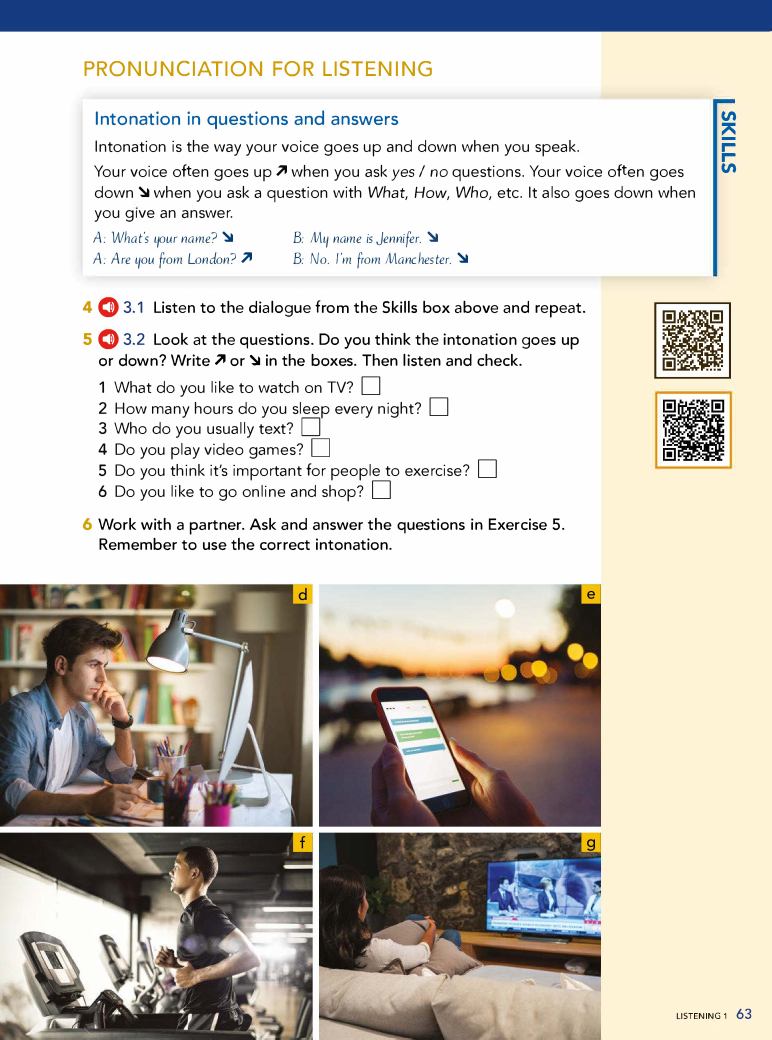 PRONUNCIATION FOR LISTENING
Intonation in questions and answers
Intonation is the way your voice goes up and down when you speak.
Your voice often goes up ↗ when you ask yes / no questions. Your voice often goes
down ↘ when you ask a question with What, How, Who, etc. It also goes down when
you give an answer.
A: What's your name? ↘ B: My name is Jennifer. ↘
A: Are you from London? ↗ B: No. I'm from Manchester. ↘
SKILLS
4 3.1 Listen to the dialogue from the Skills box above and repeat.
5 3.2 Look at the questions. Do you think the intonation goes up
or down? Write ↗ or ↘ in the boxes. Then listen and check.
1 What do you like to watch on TV?
2 How many hours do you sleep every night?
3 Who do you usually text?
4 Do you play video games?
5 Do you think it's important for people to exercise?
6 Do you like to go online and shop?
6 Work with a partner. Ask and answer the questions in Exercise 5.
Remember to use the correct intonation.
d
e
f
g
LISTENING 1 63